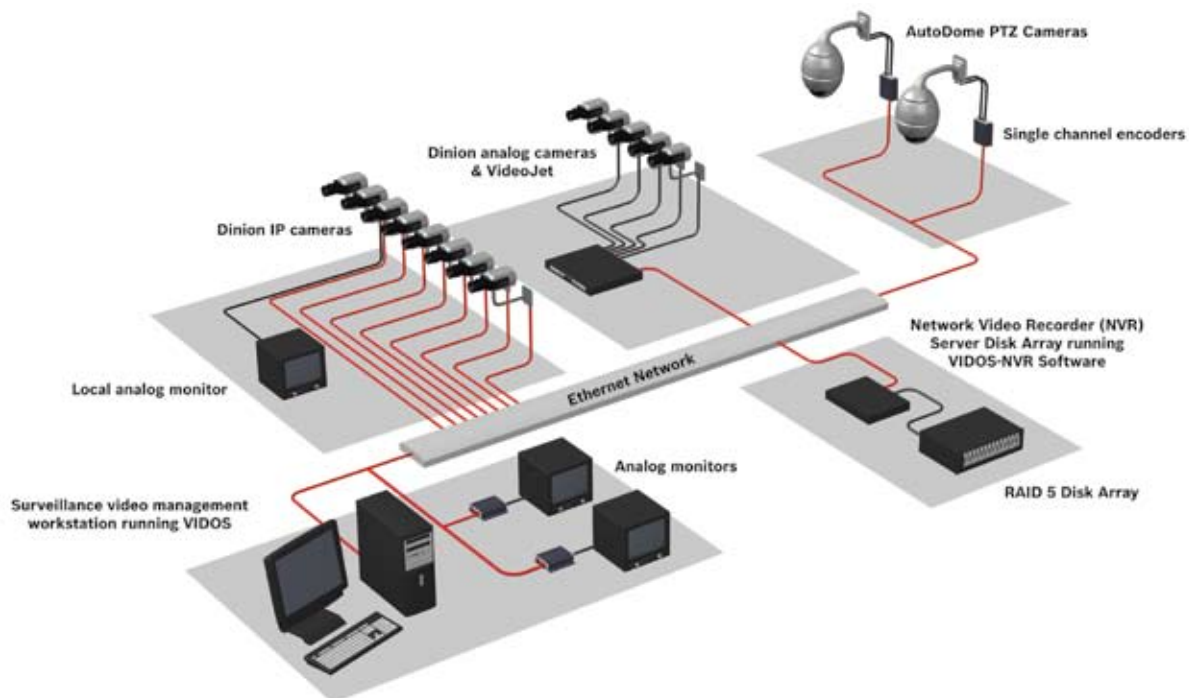 AutoDome PTZ Cameras
Single channel encoders
Dinion analog cameras
& VideoJet
Dinion IP cameras
Network Video Recorder (NVR)
Server Disk Array running
VIDOS-NVR Software
Ethernet Network
Local analog monitor
Analog monitors
RAID 5 Disk Array
Surveillance video management
workstation running VIDOS